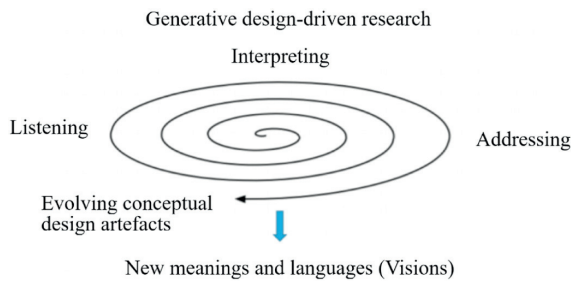 Generative design-driven research
Interpreting
Listening
Addressing
Evolving conceptual
design artefacts
New meanings and languages (Visions)